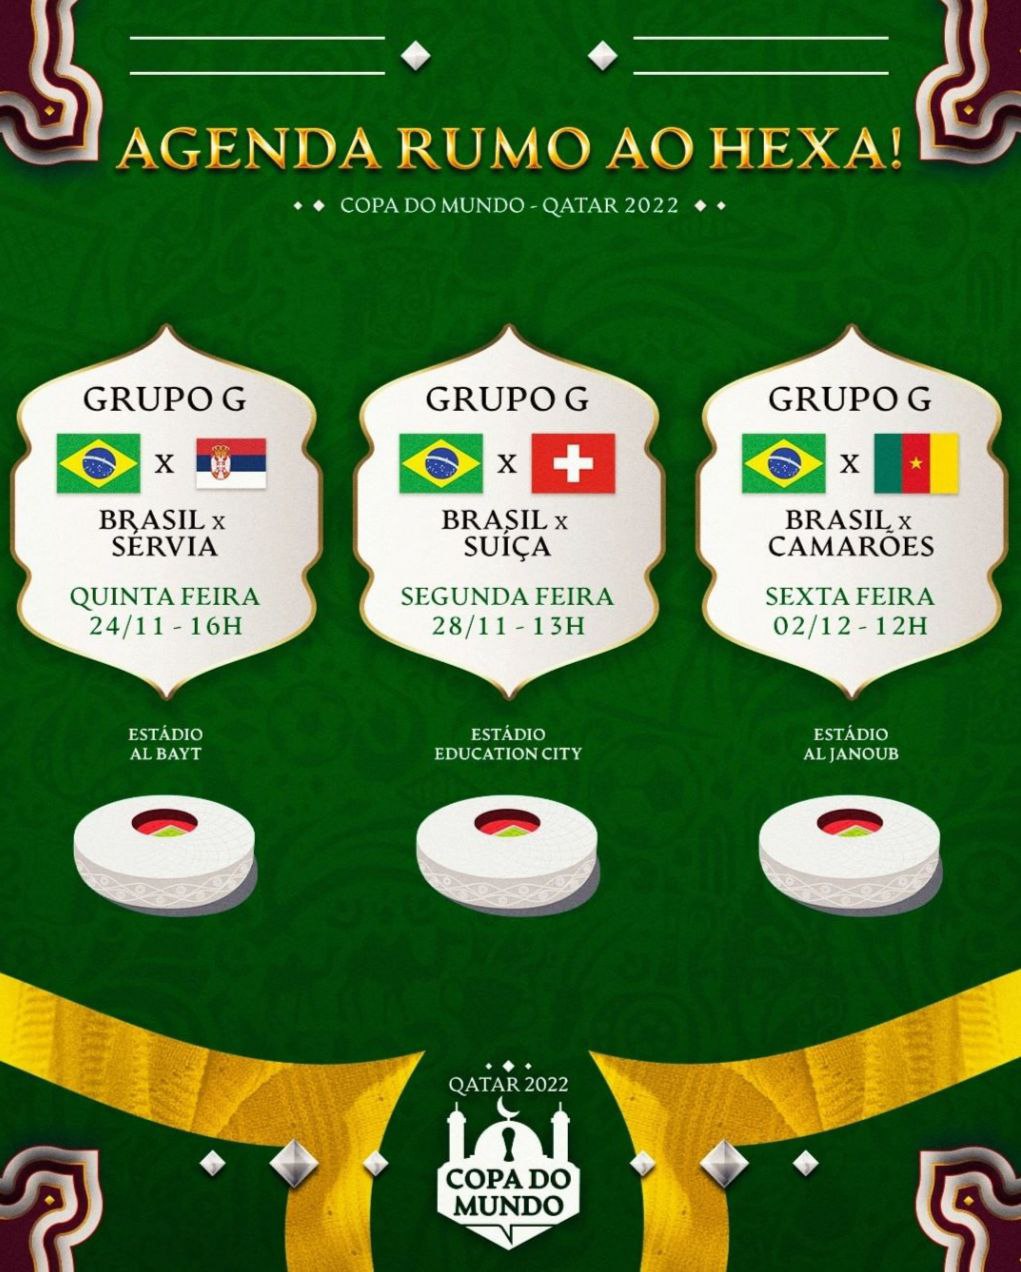 AGENDA RUMO AO HEXA!
COPA DO MUNDO - QATAR 2022
GRUPO G
X
BRASIL x
SÉRVIA
QUINTA FEIRA
24/11 - 16H
ESTÁDIO
AL BAYT
GRUPO G
X
BRASIL x
SUÍÇA
SEGUNDA FEIRA
28/11 - 13H
ESTÁDIO
EDUCATION CITY
GRUPO G
X
BRASIL x
CAMARÕES
SEXTA FEIRA
02/12 - 12H
ESTÁDIO
AL JANOUB
QATAR 2022
COPA DO
MUNDO